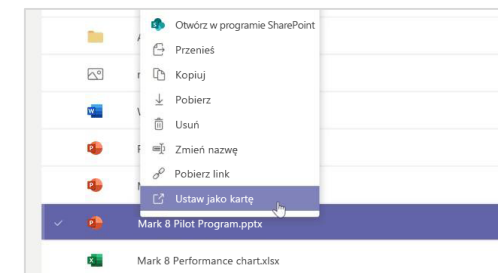 Otwórz w programie SharePoint
Przenieś
Kopiuj
Pobierz
Usuń
Zmień nazwę
Pobierz link
Ustaw jako kartę
Mark 8 Pilot Program.pptx
Mark 8 Performance chart.xlsx